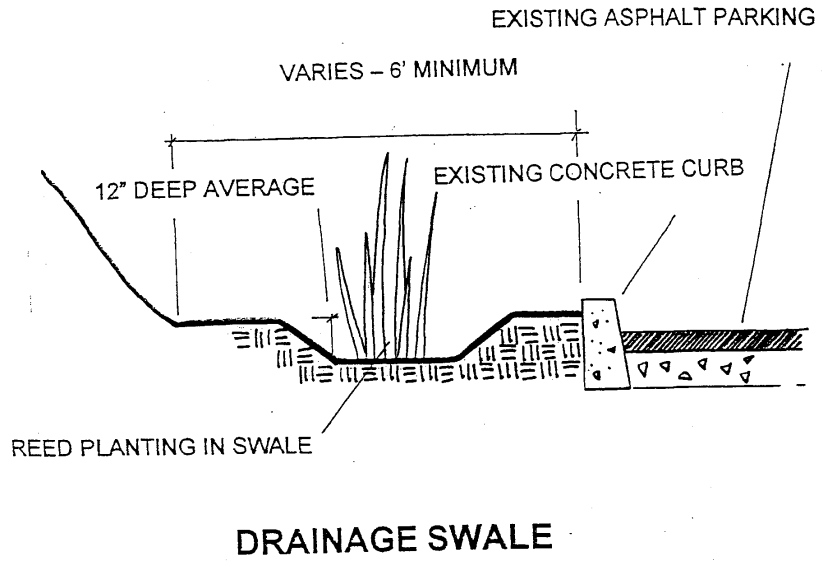 EXISTING ASPHALT PARKING
VARIES – 6' MINIMUM
12" DEEP AVERAGE
EXISTING CONCRETE CURB
REED PLANTING IN SWALE
DRAINAGE SWALE